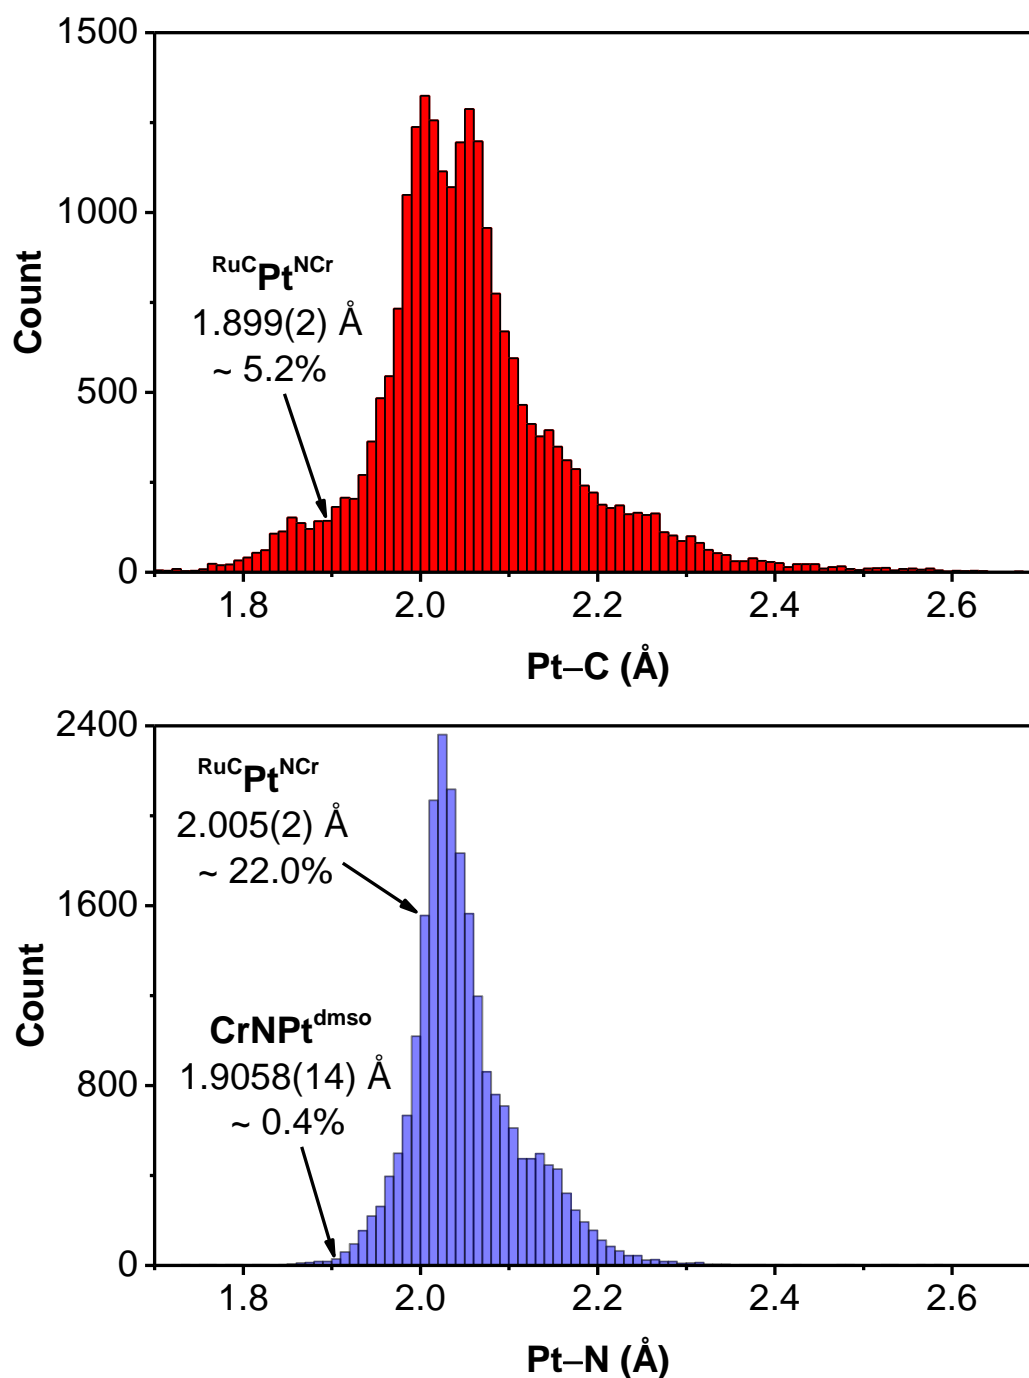 1500
1000
500
0
Count
RuCPtNCr
1.899(2) Å
~ 5.2%
1.8 2.0 2.2 2.4 2.6
Pt–C (Å)
2400
1600
800
0
Count
RuCPtNCr
2.005(2) Å
~ 22.0%
CrNPtdmso
1.9058(14) Å
~ 0.4%
1.8 2.0 2.2 2.4 2.6
Pt–N (Å)